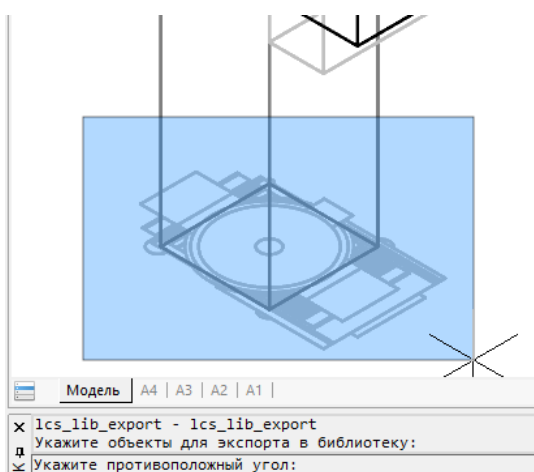 Модель A4 | A3 | A2 | A1 |
lcs_lib_export - lcs_lib_export
Укажите объекты для экспорта в библиотеку:
Укажите противоположный угол: